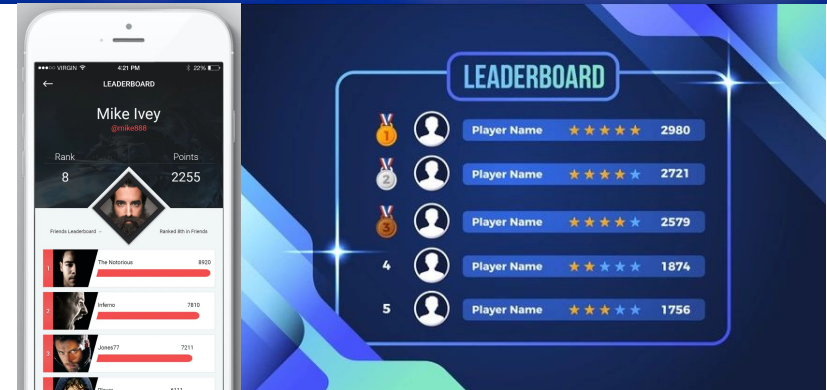 VIRGIN 4:21 PM 22%
LEADERBOARD
Mike Ivey
@mike888
Rank Points
8 2255
Friends Leaderboard Ranked 8th in Friends
1 The Notorious 8920
2 Inferno 7810
3 Jones77 7211
LEADERBOARD
1 Player Name 2980
2 Player Name 2721
3 Player Name 2579
4 Player Name 1874
5 Player Name 1756